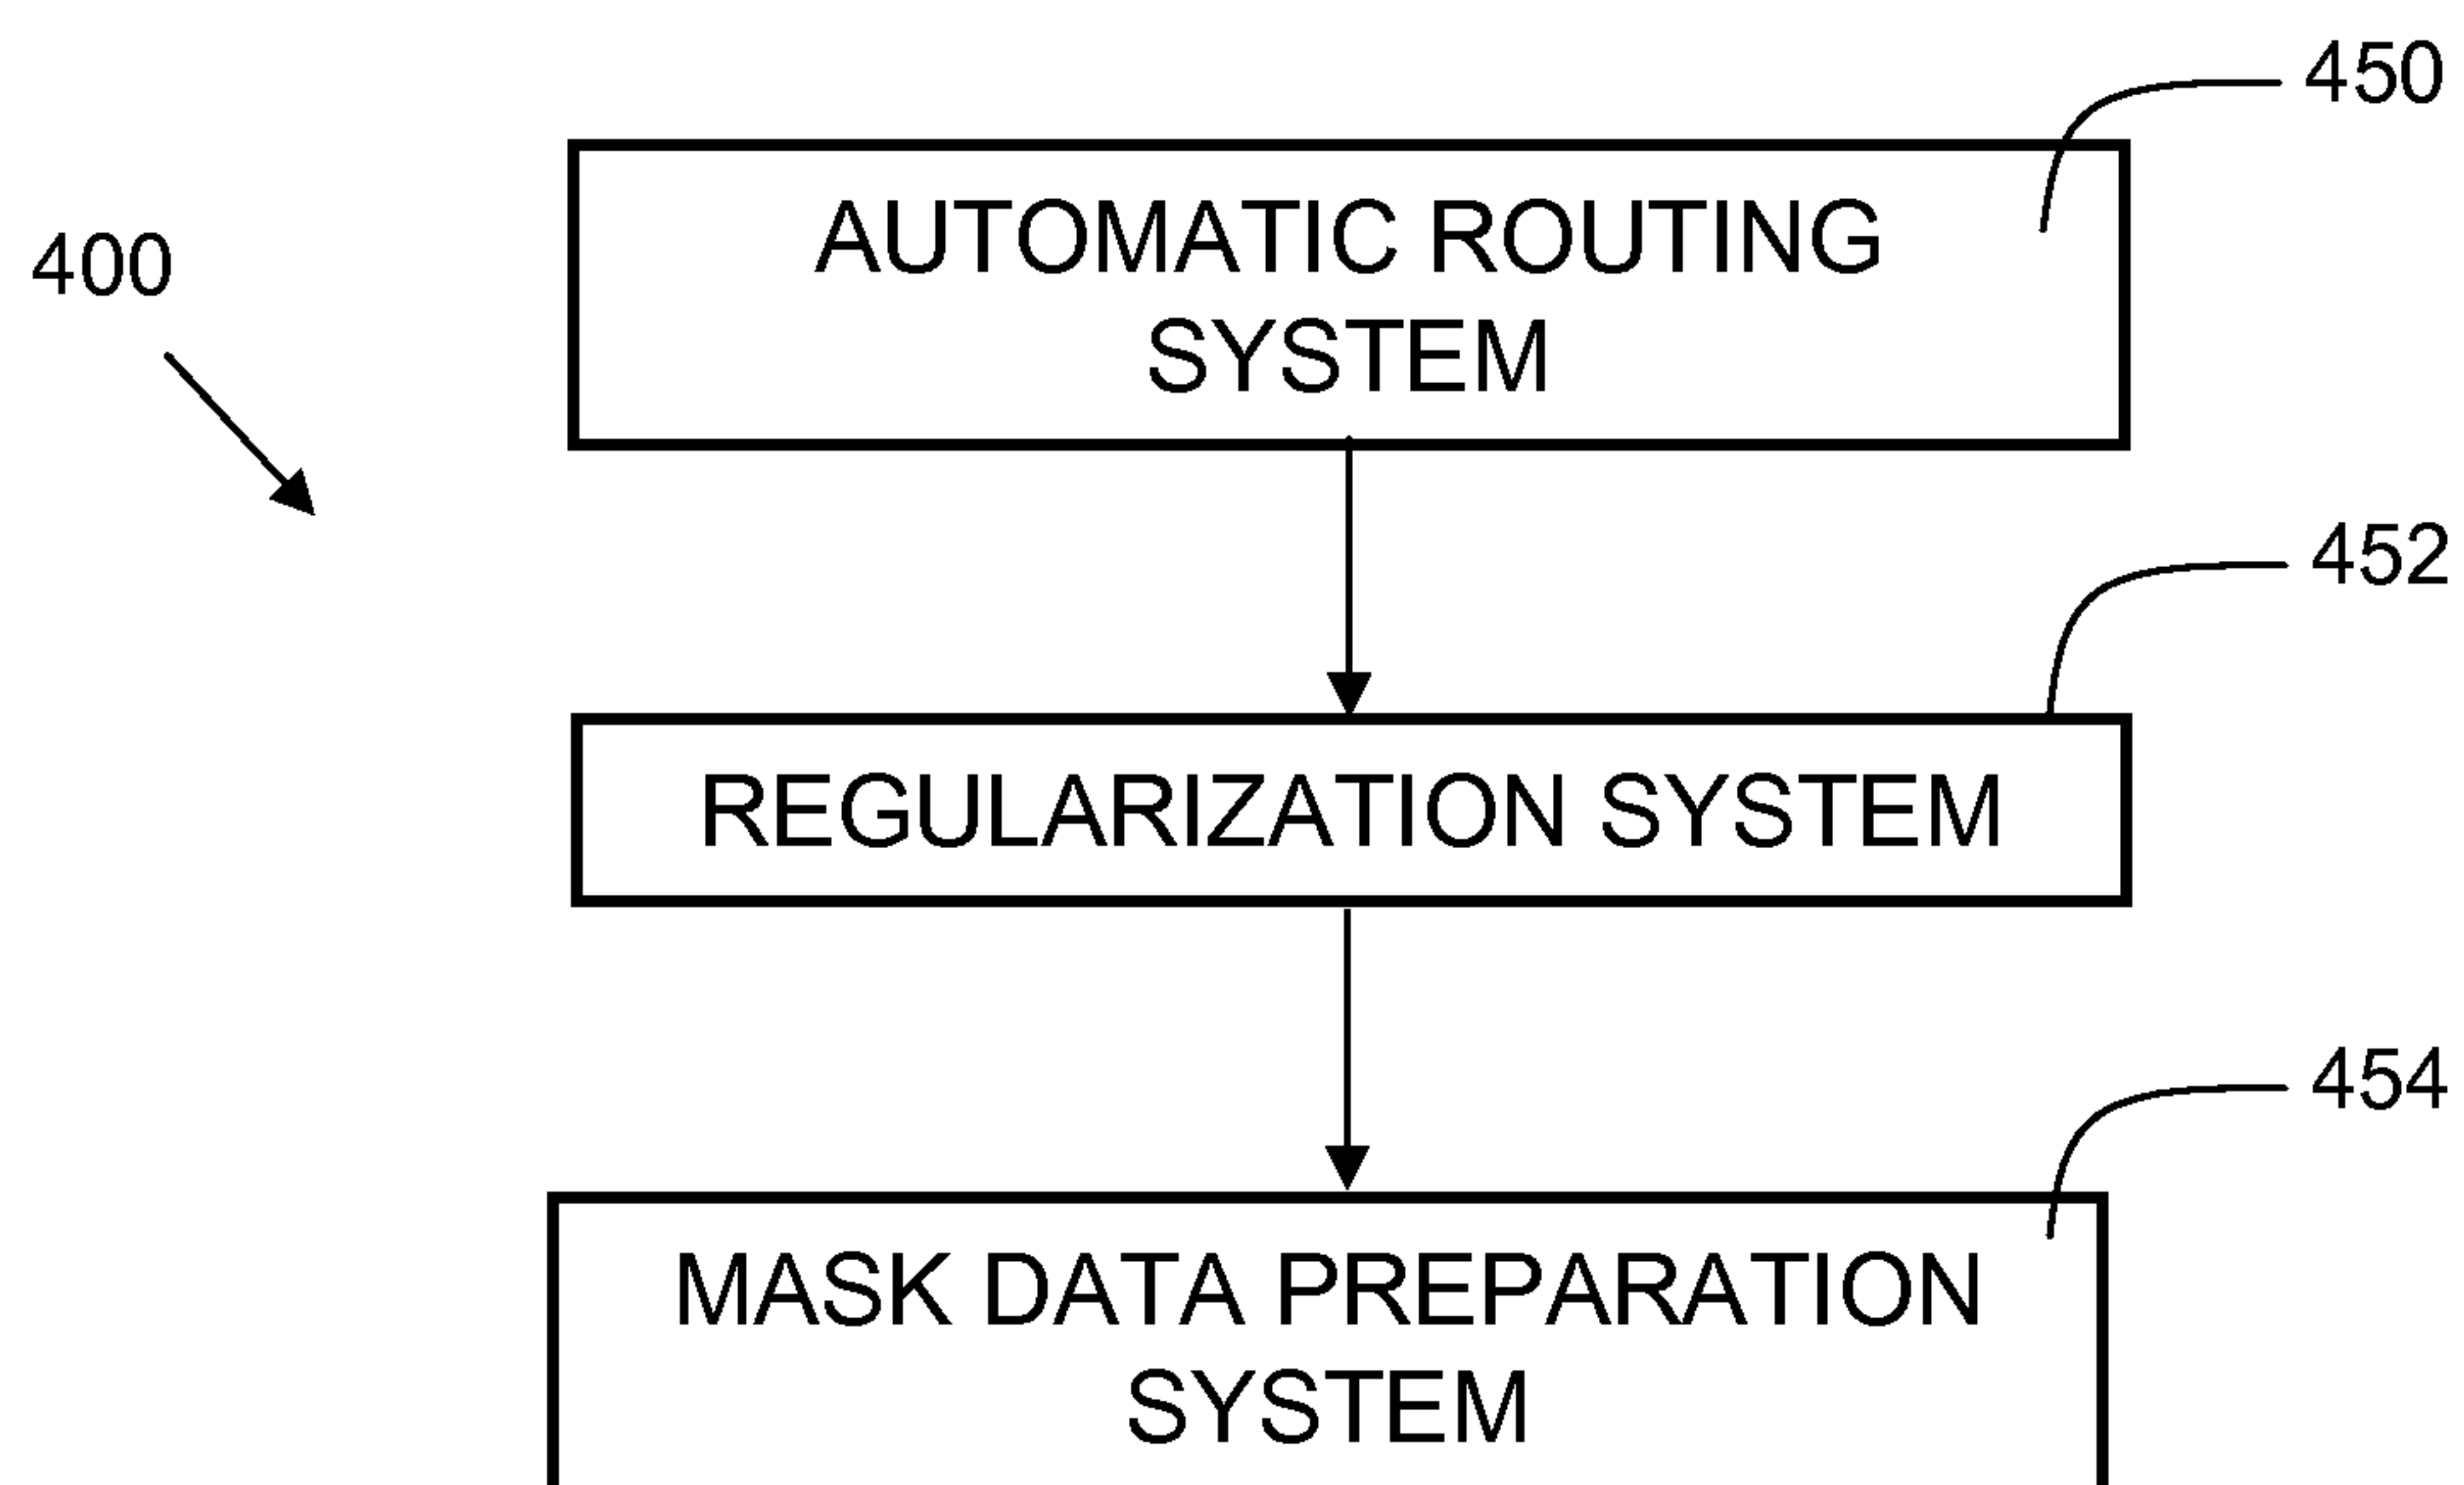 450
400
AUTOMATIC ROUTING
SYSTEM
452
REGULARIZATION SYSTEM
454
MASK DATA PREPARATION
SYSTEM